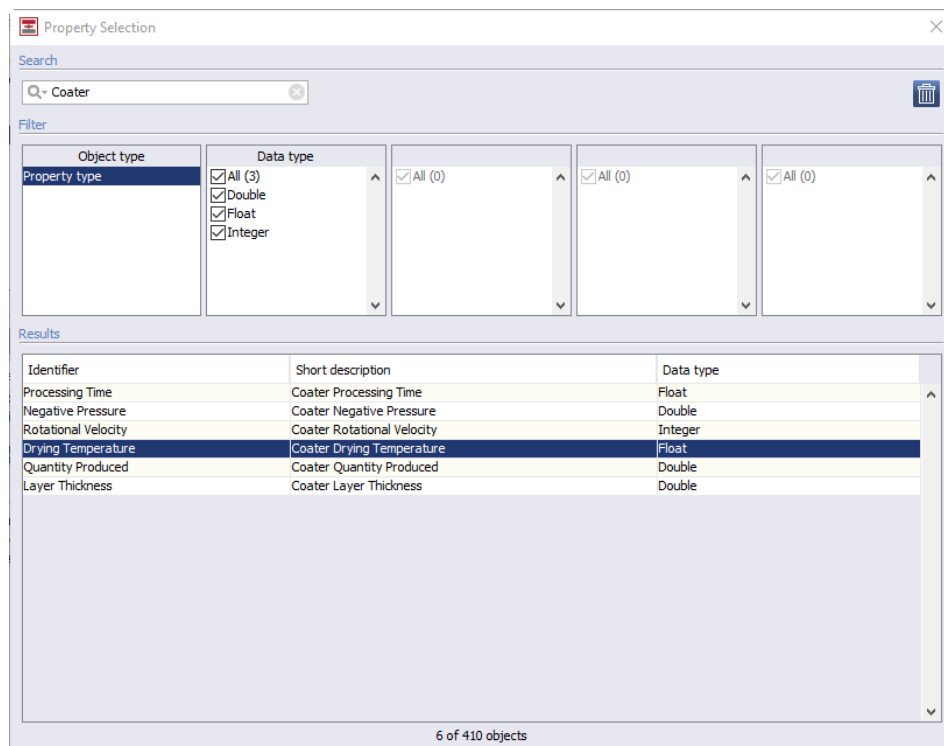 Property Selection
Search
Coater
Filter
Object type Data type
Property type All (3) All (0) All (0) All (0)
Double
Float
Integer
Results
Identifier Short description Data type
Processing Time Coater Processing Time Float
Negative Pressure Coater Negative Pressure Double
Rotational Velocity Coater Rotational Velocity Integer
Drying Temperature Coater Drying Temperature Float
Quantity Produced Coater Quantity Produced Double
Layer Thickness Coater Layer Thickness Double
6 of 410 objects